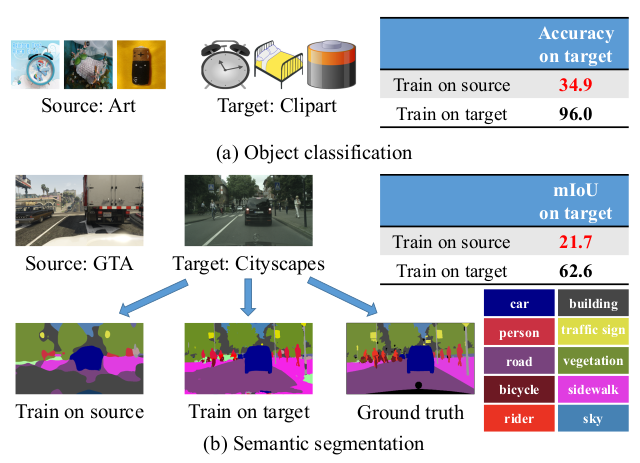 Source: Art
Target: Clipart
Accuracy
on target
Train on source 34.9
Train on target 96.0
(a) Object classification
Source: GTA
Target: Cityscapes
mIoU
on target
Train on source 21.7
Train on target 62.6
car building
person traffic sign
road vegetation
bicycle sidewalk
rider sky
Train on source
Train on target
Ground truth
(b) Semantic segmentation